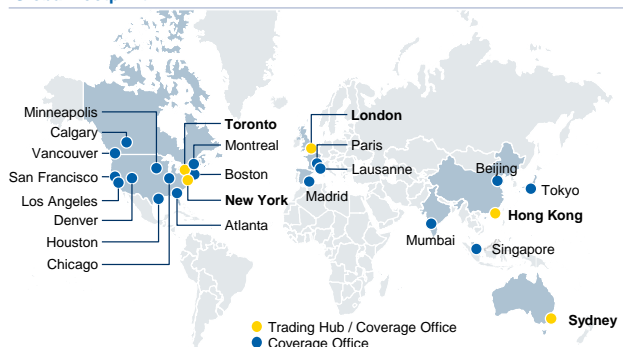 Minneapolis
Calgary
Vancouver
San Francisco
Los Angeles
Denver
Houston
Chicago
Toronto
Montreal
Boston
New York
Atlanta
London
Paris
Lausanne
Madrid
Beijing
Tokyo
Hong Kong
Mumbai
Singapore
Sydney
Trading Hub / Coverage Office
Coverage Office